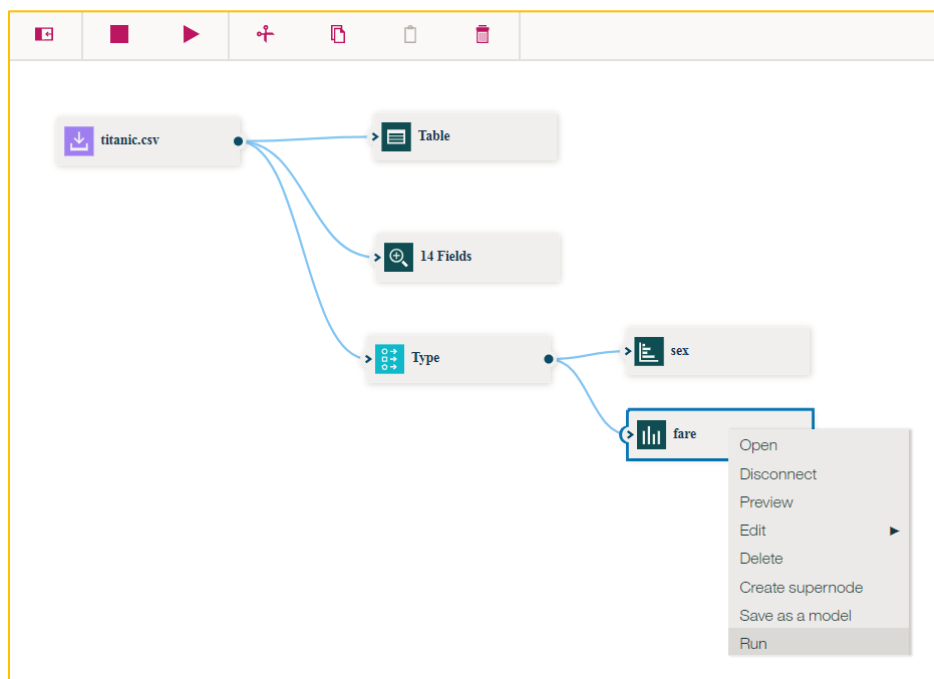 titanic.csv
Table
14 Fields
Type
sex
fare
Open
Disconnect
Preview
Edit
Delete
Create supernode
Save as a model
Run